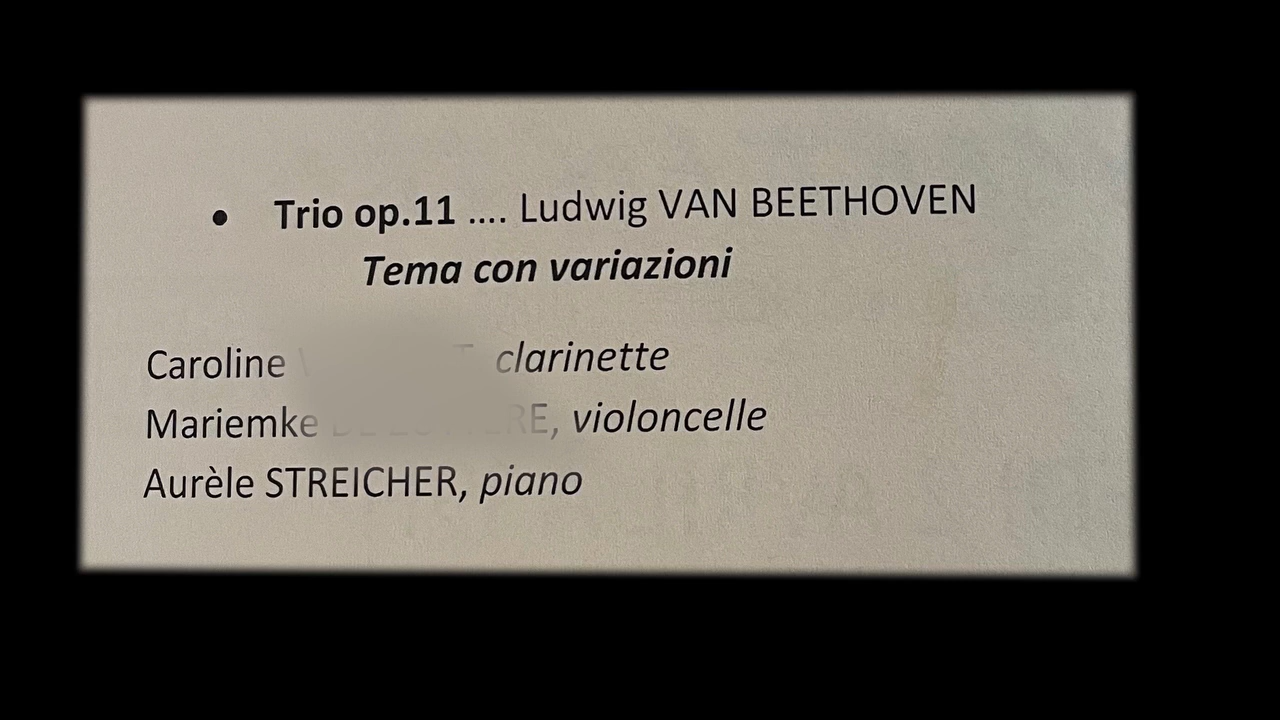 • Trio op.11 .... Ludwig VAN BEETHOVEN
Tema con variazioni
Caroline clarinette
Mariemke violoncelle
Aurèle STREICHER, piano